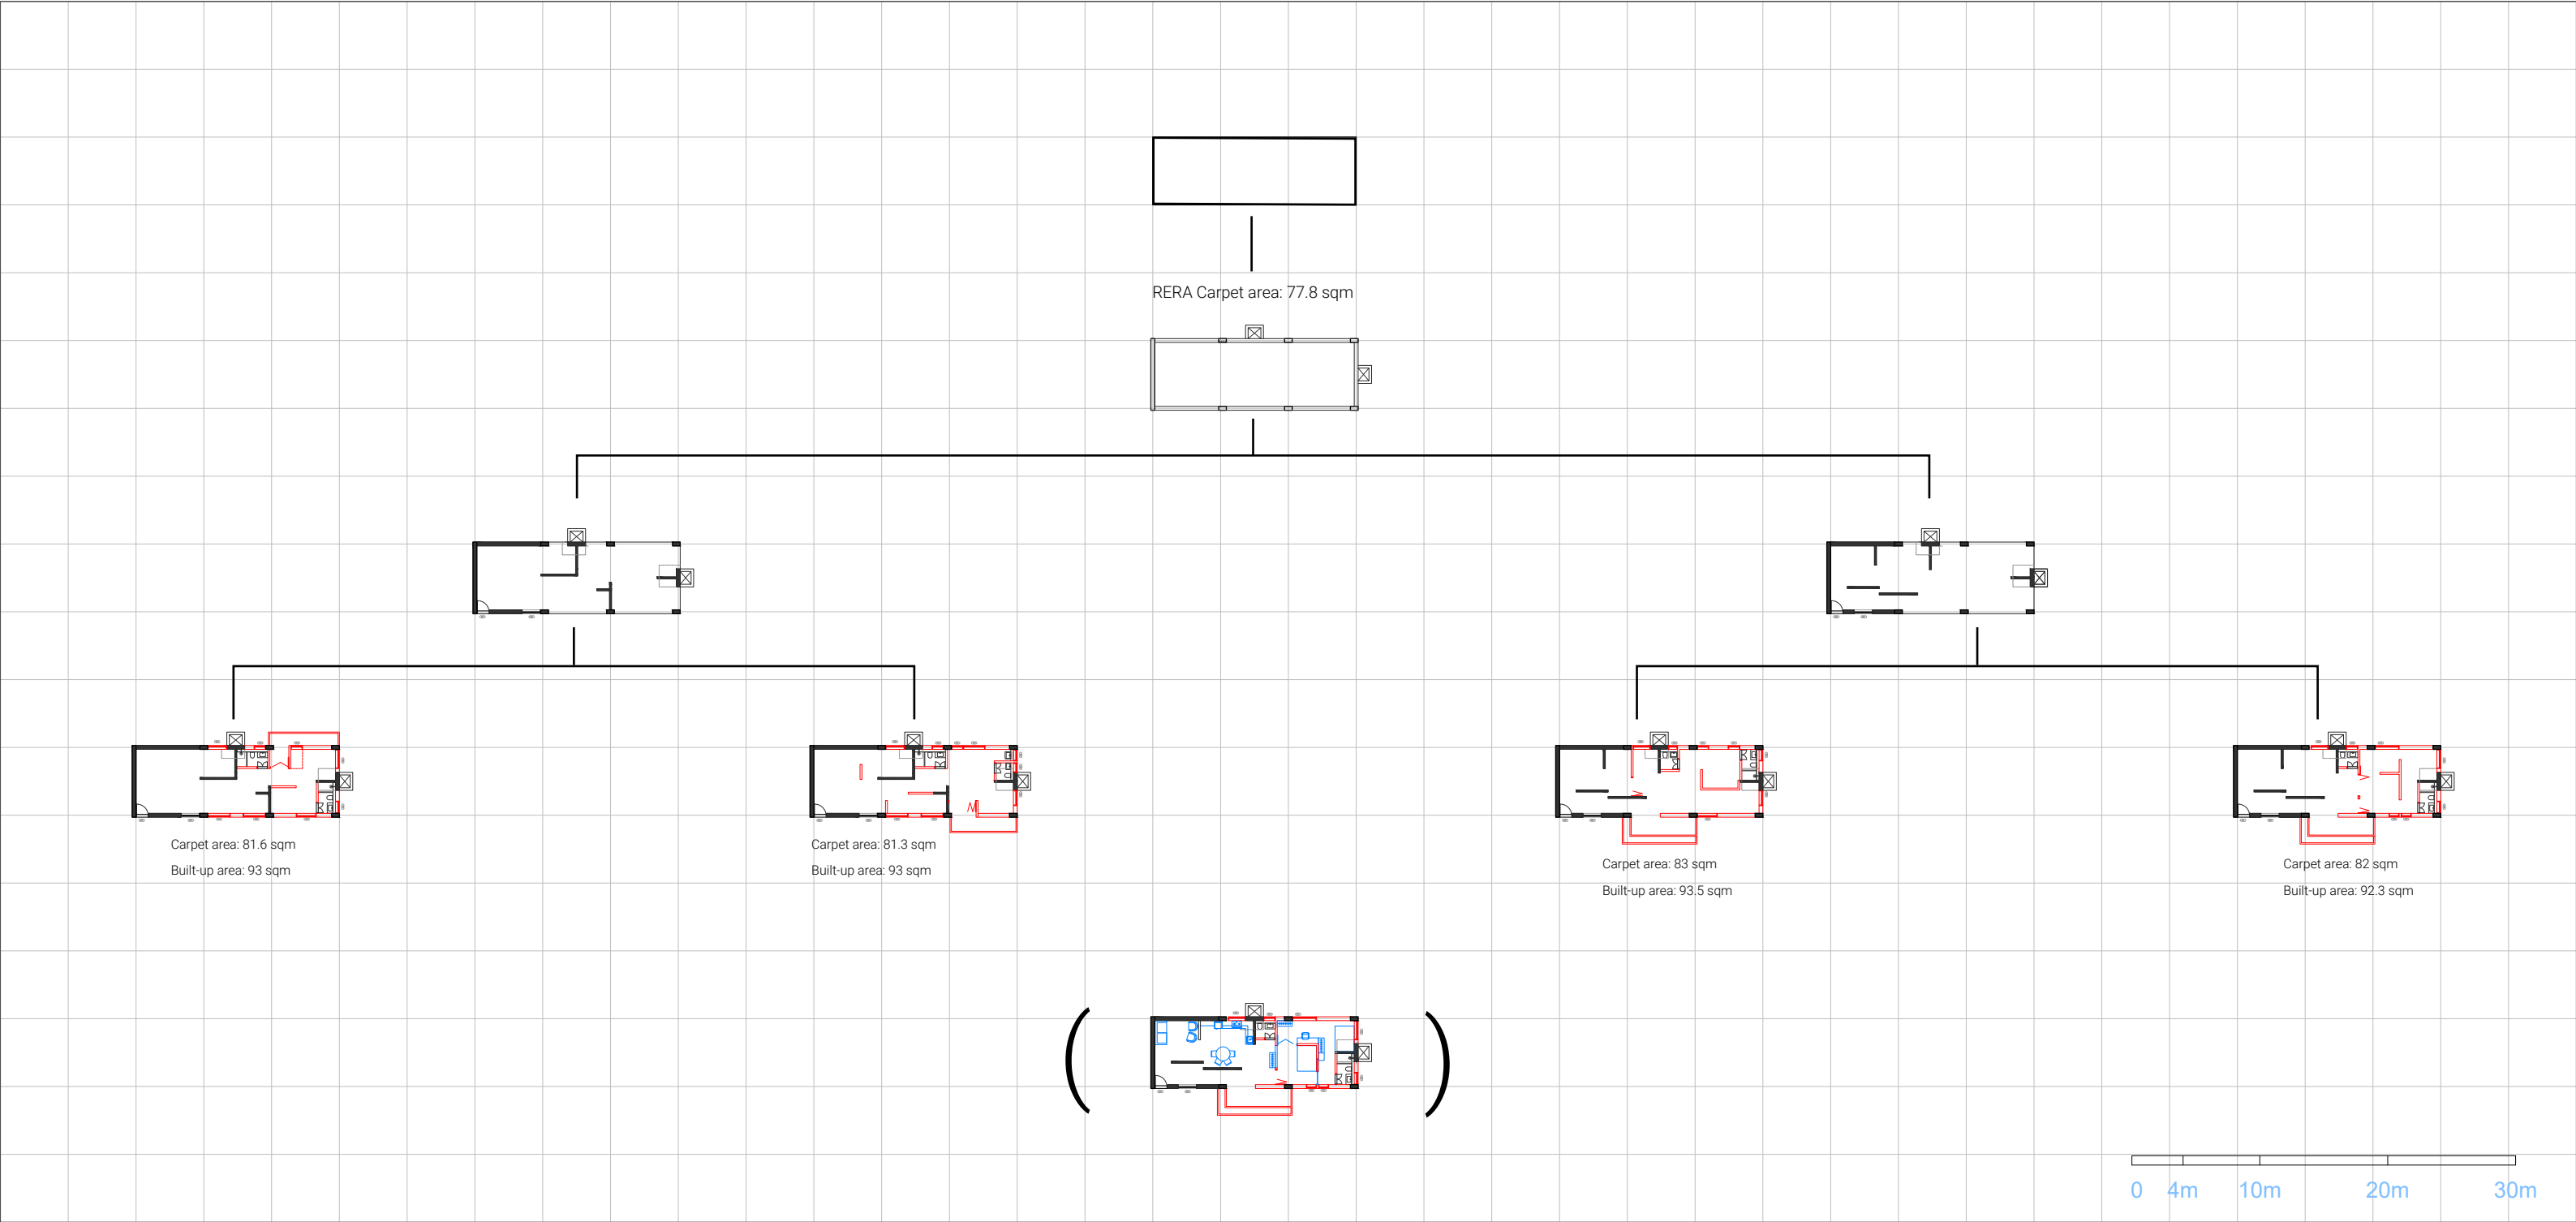 RERA Carpet area: 77.8 sqm
Carpet area: 81.6 sqm
Built-up area: 93 sqm
Carpet area: 81.3 sqm
Built-up area: 93 sqm
Carpet area: 83 sqm
Built-up area: 93.5 sqm
Carpet area: 82 sqm
Built-up area: 92.3 sqm
0 4m 10m 20m 30m